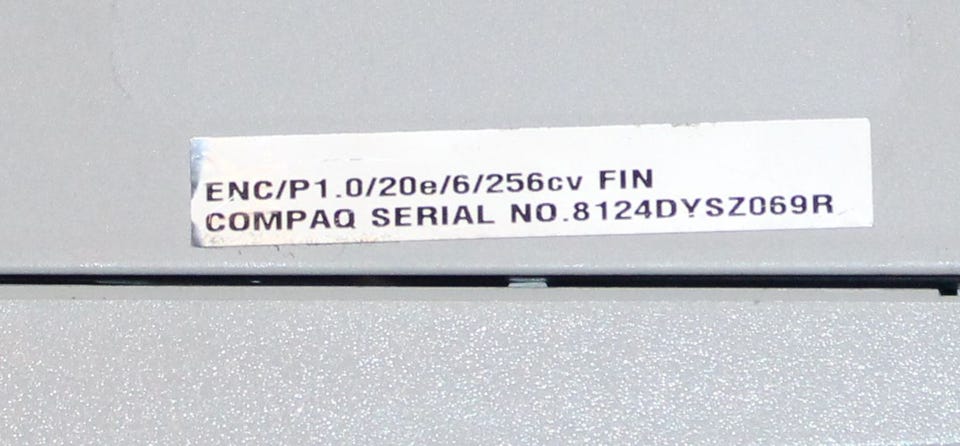 ENC/P1.0/20e/6/256cv FIN
COMPAQ SERIAL NO.8124DYSZ069R